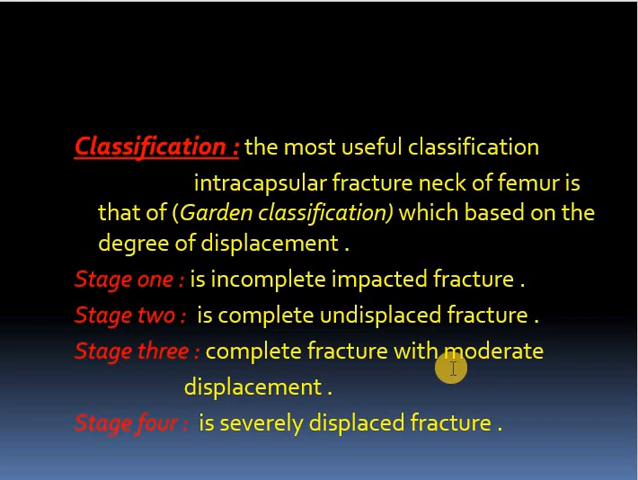 Classification : the most useful classification
intracapsular fracture neck of femur is
that of (Garden classification) which based on the
degree of displacement .
Stage one : is incomplete impacted fracture .
Stage two : is complete undisplaced fracture .
Stage three : complete fracture with moderate
displacement .
Stage four : is severely displaced fracture .